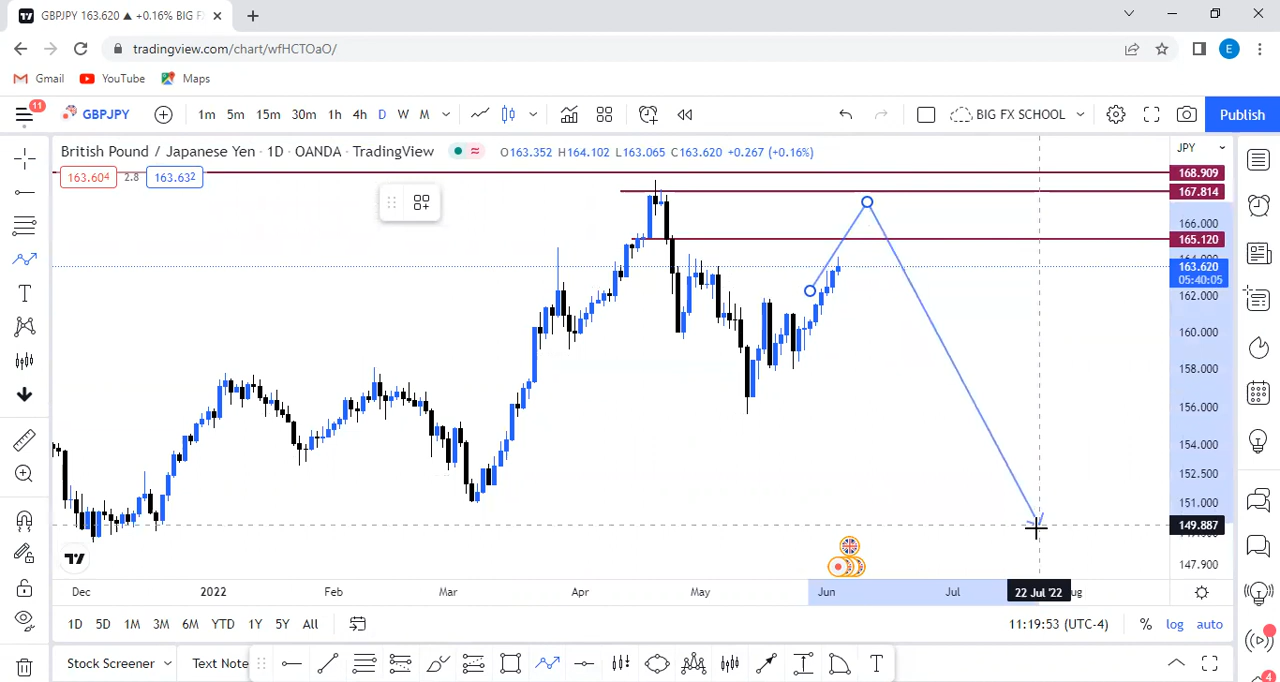 GBPJPY 163.620 ▲ +0.16% BIG F
tradingview.com/chart/wfHCTOaO/
E
Gmail YouTube Maps
11
GBPJPY 1m 5m 15m 30m 1h 4h D W M BIG FX SCHOOL Publish
British Pound / Japanese Yen · 1D · OANDA · TradingView O163.352 H164.102 L163.065 C163.620 +0.267 (+0.16%)
JPY
163.604 2.8 163.632
168.909
167.814
166.000
165.120
163.620
05:40:05
162.000
160.000
158.000
156.000
154.000
152.500
151.000
149.887
147.900
Dec 2022 Feb Mar Apr May Jun Jul 22 Jul '22 ug
1D 5D 1M 3M 6M YTD 1Y 5Y All 11:19:53 (UTC-4) % log auto
Stock Screener Text Note T
4